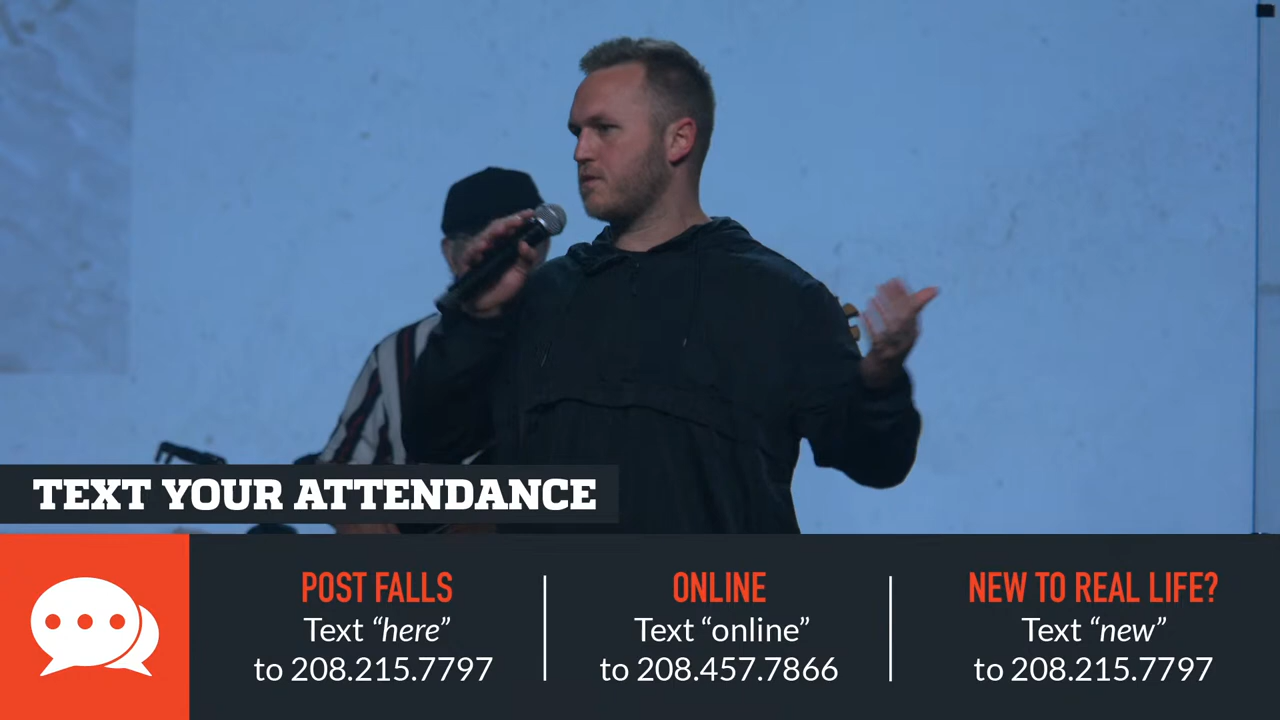 TEXT YOUR ATTENDANCE
POST FALLS
Text “here”
to 208.215.7797
ONLINE
Text “online”
to 208.457.7866
NEW TO REAL LIFE?
Text “new”
to 208.215.7797